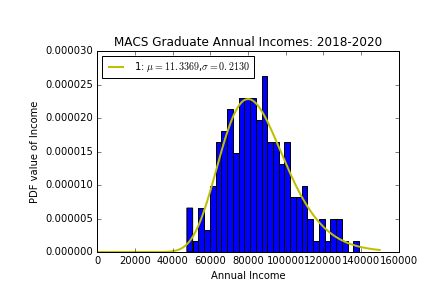 MACS Graduate Annual Incomes: 2018-2020
0.000030
0.000025
0.000020
0.000015
0.000010
0.000005
0.000000
PDF value of Income
1: μ = 11.3369,σ = 0.2130
0 20000 40000 60000 80000 100000 120000 140000 160000
Annual Income